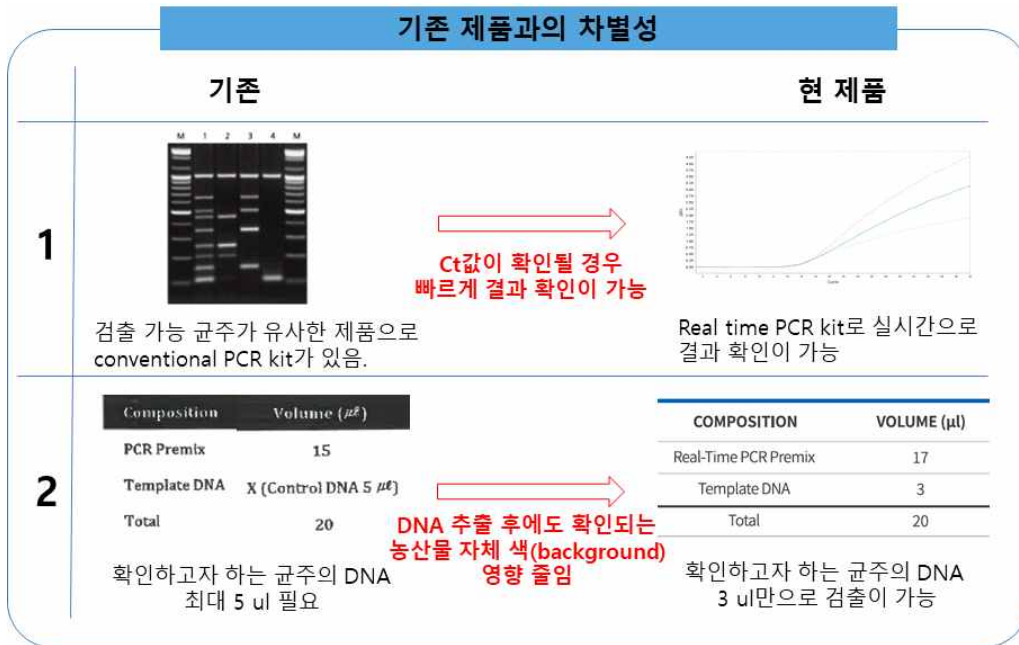 기존 제품과의 차별성
기존
현 제품
1
M 1 2 3 4 M
Ct값이 확인될 경우
빠르게 결과 확인이 가능
검출 가능 균주가 유사한 제품으로
conventional PCR kit가 있음.
Real time PCR kit로 실시간으로
결과 확인이 가능
2
Composition Volume (㎕)
PCR Premix 15
Template DNA X (Control DNA 5 ㎕)
Total 20
DNA 추출 후에도 확인되는
농산물 자체 색(background)
영향 줄임
COMPOSITION VOLUME (μl)
Real-Time PCR Premix 17
Template DNA 3
Total 20
확인하고자 하는 균주의 DNA
최대 5 ul 필요
확인하고자 하는 균주의 DNA
3 ul만으로 검출이 가능